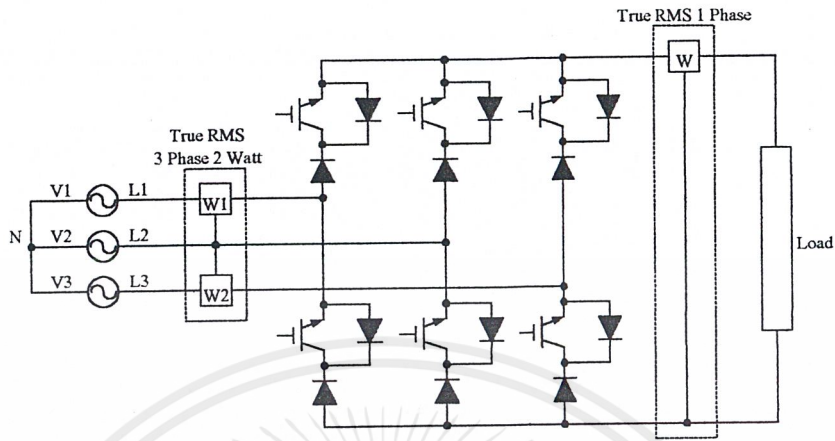 True RMS 1 Phase
W
True RMS
3 Phase 2 Watt
V1 L1 W1
N V2 L2
V3 L3 W2
Load